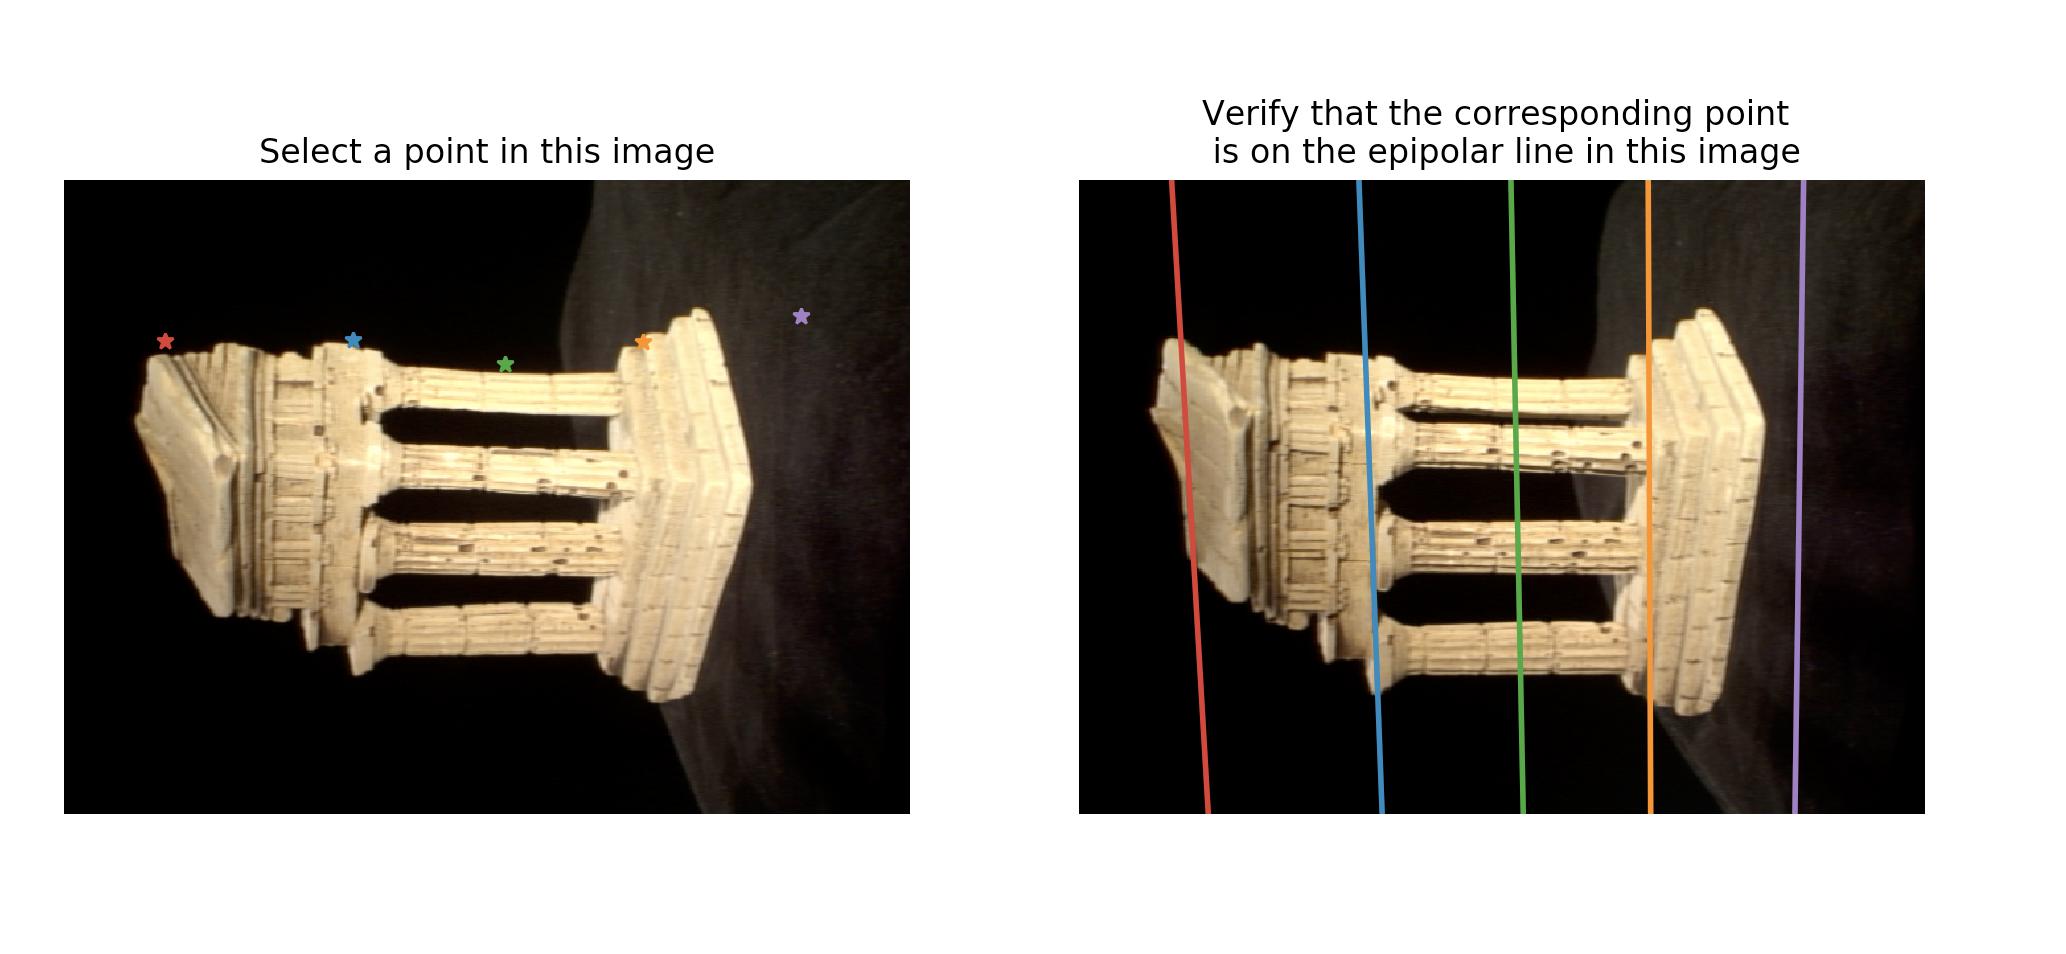 Select a point in this image
Verify that the corresponding point
is on the epipolar line in this image